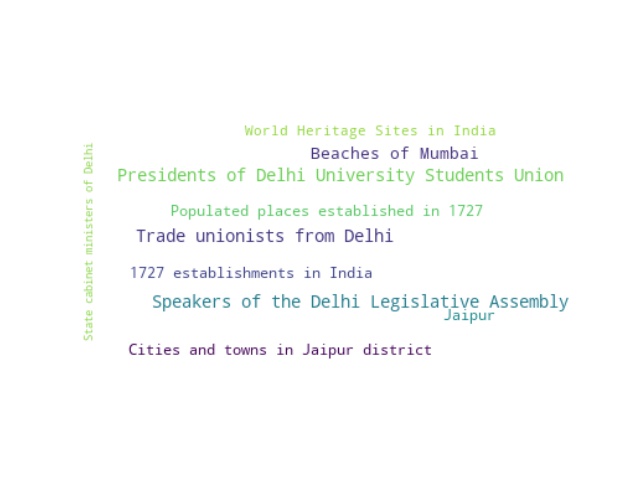 World Heritage Sites in India
Beaches of Mumbai
Presidents of Delhi University Students Union
Populated places established in 1727
Trade unionists from Delhi
1727 establishments in India
Speakers of the Delhi Legislative Assembly
Jaipur
Cities and towns in Jaipur district
State cabinet ministers of Delhi